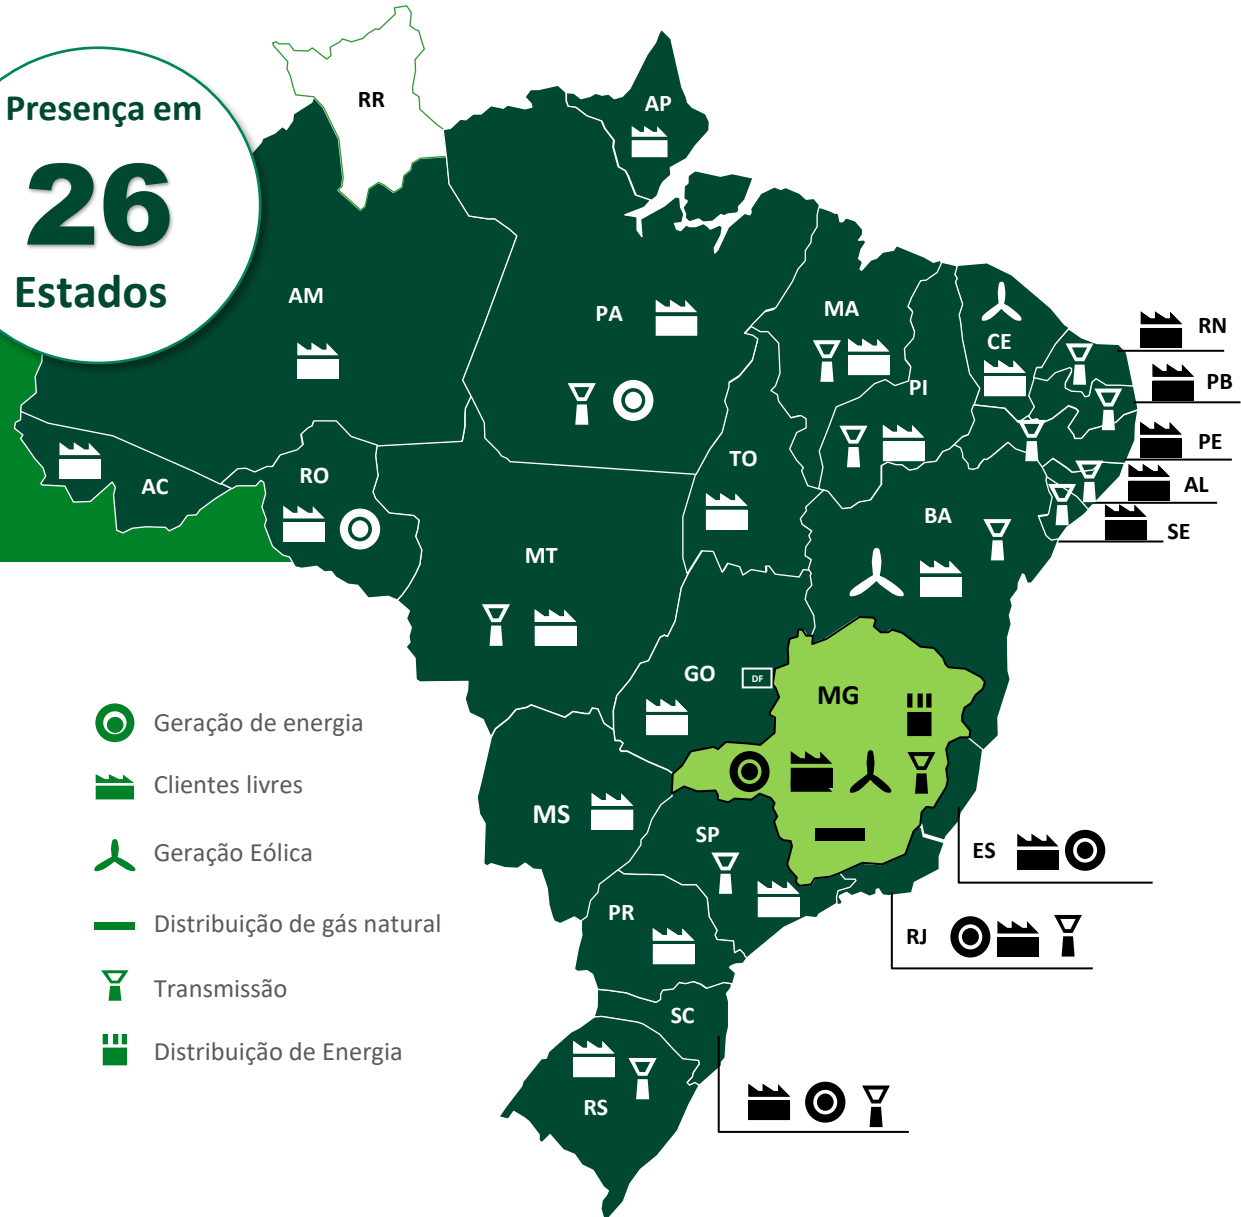 Presença em
26
Estados
RR
AP
AM
PA
MA
CE
RN
PB
PI
PE
TO
AL
RO
AC
BA
SE
MT
GO
DF
MG
MS
SP
ES
PR
RJ
SC
RS
Geração de energia
Clientes livres
Geração Eólica
Distribuição de gás natural
Transmissão
Distribuição de Energia